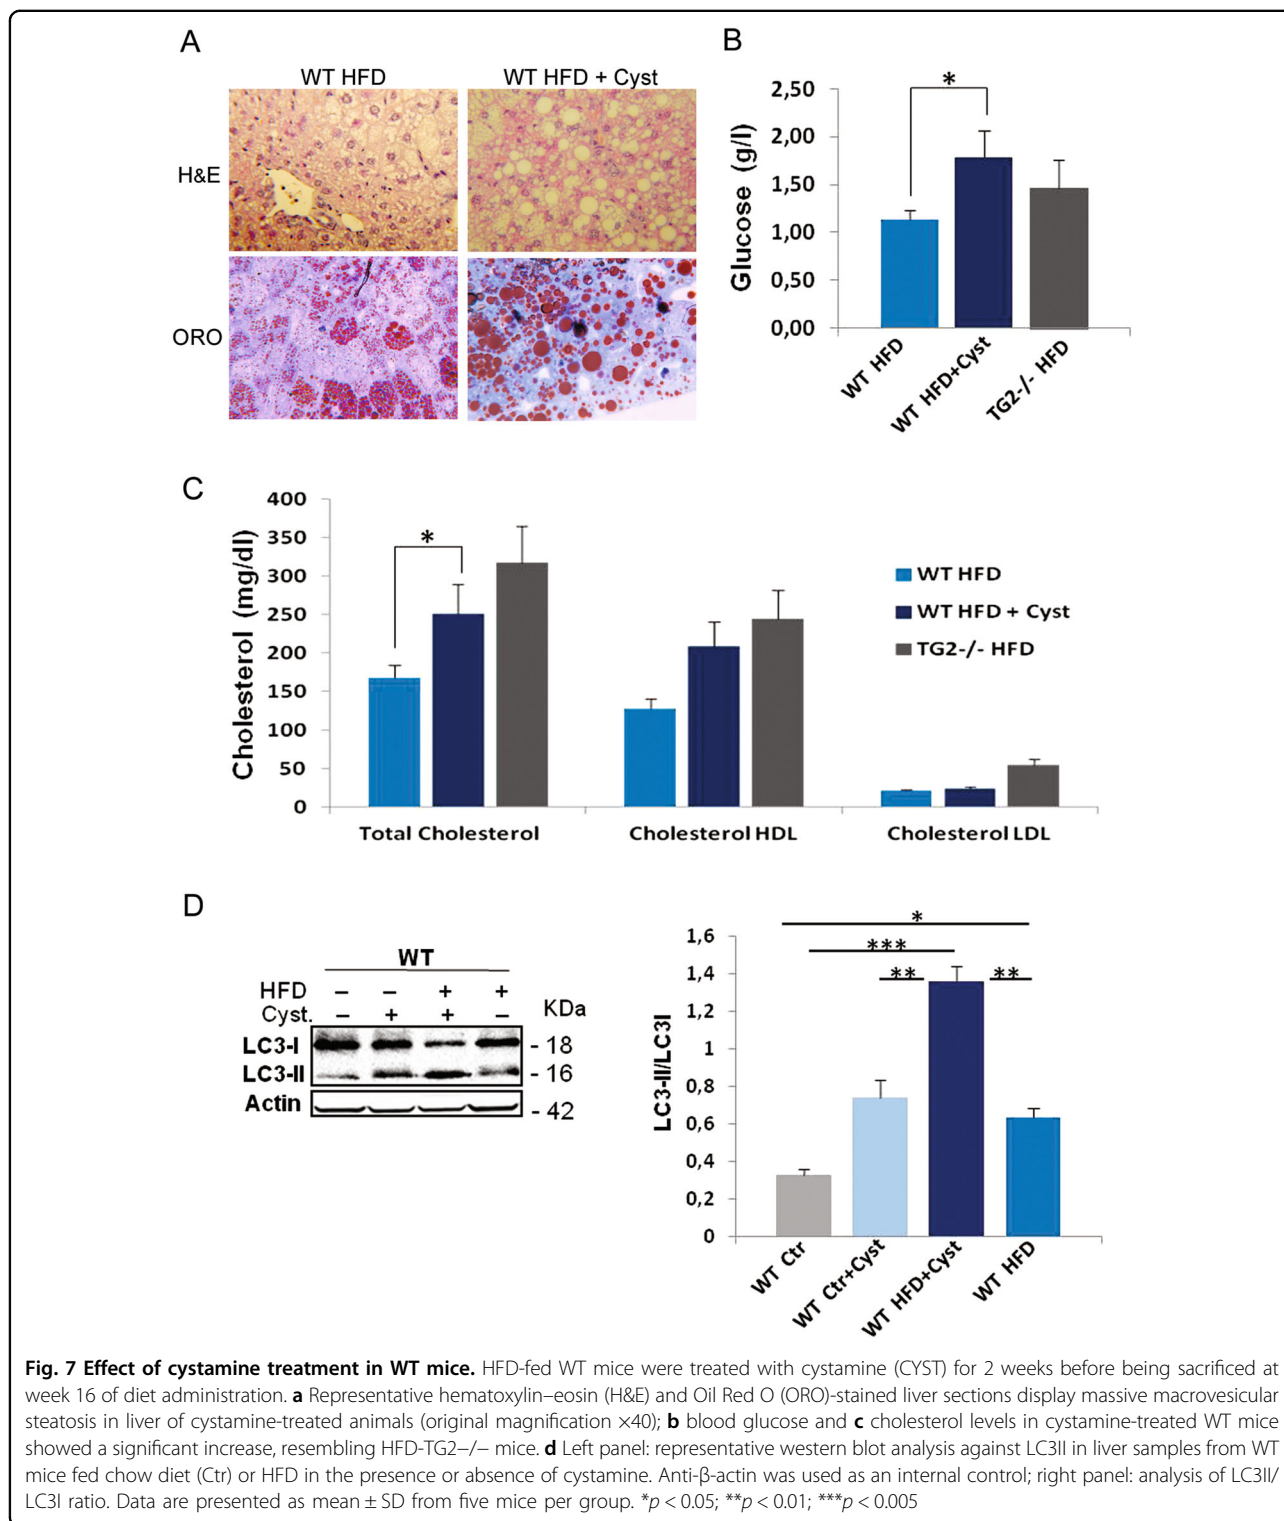 A
WT HFD
WT HFD + Cyst
H&E
ORO
B
Glucose (g/l)
2,50
2,00
1,50
1,00
0,50
0,00
*
WT HFD
WT HFD+Cyst
TG2-/- HFD
C
Cholesterol (mg/dl)
400
350
300
250
200
150
100
50
0
*
WT HFD
WT HFD + Cyst
TG2-/- HFD
Total Cholesterol
Cholesterol HDL
Cholesterol LDL
D
WT
HFD – – + +
Cyst. – + + –
KDa
LC3-I - 18
LC3-II - 16
Actin - 42
LC3-II/LC3I
1,6
1,4
1,2
1
0,8
0,6
0,4
0,2
0
*
***
** **
WT Ctr
WT Ctr+Cyst
WT HFD+Cyst
WT HFD
Fig. 7 Effect of cystamine treatment in WT mice. HFD-fed WT mice were treated with cystamine (CYST) for 2 weeks before being sacrificed at
week 16 of diet administration. a Representative hematoxylin–eosin (H&E) and Oil Red O (ORO)-stained liver sections display massive macrovesicular
steatosis in liver of cystamine-treated animals (original magnification ×40); b blood glucose and c cholesterol levels in cystamine-treated WT mice
showed a significant increase, resembling HFD-TG2−/− mice. d Left panel: representative western blot analysis against LC3II in liver samples from WT
mice fed chow diet (Ctr) or HFD in the presence or absence of cystamine. Anti-β-actin was used as an internal control; right panel: analysis of LC3II/
LC3I ratio. Data are presented as mean ± SD from five mice per group. *p < 0.05; **p < 0.01; ***p < 0.005